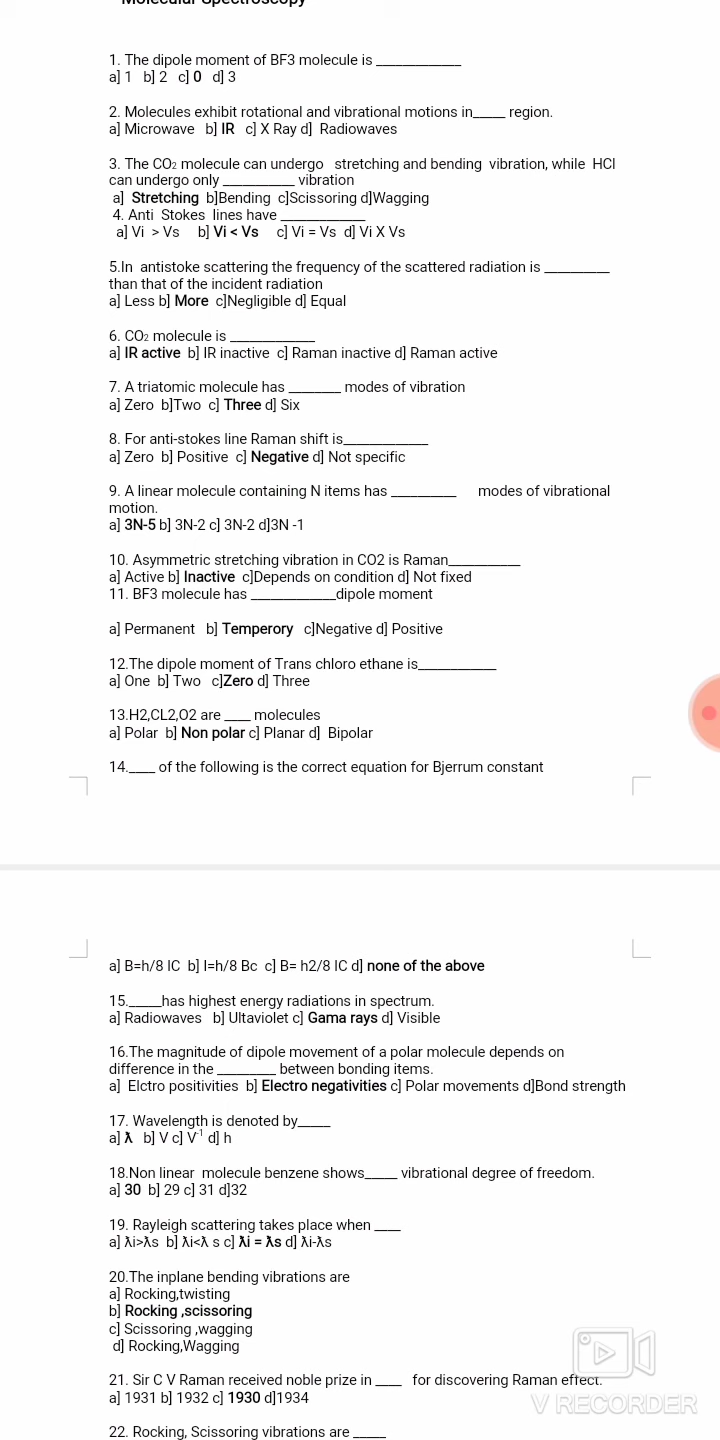 Molecular Spectroscopy
1. The dipole moment of BF3 molecule is _____________
a] 1 b] 2 c] 0 d] 3
2. Molecules exhibit rotational and vibrational motions in_____ region.
a] Microwave b] IR c] X Ray d] Radiowaves
3. The CO₂ molecule can undergo stretching and bending vibration, while HCl
can undergo only ___________ vibration
a] Stretching b]Bending c]Scissoring d]Wagging
4. Anti Stokes lines have _____________
a] Vi > Vs b] Vi < Vs c] Vi = Vs d] Vi X Vs
5.In antistoke scattering the frequency of the scattered radiation is __________
than that of the incident radiation
a] Less b] More c]Negligible d] Equal
6. CO₂ molecule is _____________
a] IR active b] IR inactive c] Raman inactive d] Raman active
7. A triatomic molecule has ________ modes of vibration
a] Zero b]Two c] Three d] Six
8. For anti-stokes line Raman shift is_____________
a] Zero b] Positive c] Negative d] Not specific
9. A linear molecule containing N items has __________ modes of vibrational
motion.
a] 3N-5 b] 3N-2 c] 3N-2 d]3N -1
10. Asymmetric stretching vibration in CO2 is Raman___________
a] Active b] Inactive c]Depends on condition d] Not fixed
11. BF3 molecule has _____________dipole moment
a] Permanent b] Temperory c]Negative d] Positive
12.The dipole moment of Trans chloro ethane is____________
a] One b] Two c]Zero d] Three
13.H2,CL2,O2 are ____ molecules
a] Polar b] Non polar c] Planar d] Bipolar
14.____ of the following is the correct equation for Bjerrum constant
a] B=h/8 IC b] I=h/8 Bc c] B= h2/8 IC d] none of the above
15._____has highest energy radiations in spectrum.
a] Radiowaves b] Ultaviolet c] Gama rays d] Visible
16.The magnitude of dipole movement of a polar molecule depends on
difference in the _________ between bonding items.
a] Elctro positivities b] Electro negativities c] Polar movements d]Bond strength
17. Wavelength is denoted by_____
a] ƛ b] V c] V⁻¹ d] h
18.Non linear molecule benzene shows_____ vibrational degree of freedom.
a] 30 b] 29 c] 31 d]32
19. Rayleigh scattering takes place when ____
a] ƛi>ƛs b] ƛi<ƛ s c] ƛi = ƛs d] ƛi-ƛs
20.The inplane bending vibrations are
a] Rocking,twisting
b] Rocking ,scissoring
c] Scissoring ,wagging
d] Rocking,Wagging
21. Sir C V Raman received noble prize in ____ for discovering Raman effect.
a] 1931 b] 1932 c] 1930 d]1934
V RECORDER
22. Rocking, Scissoring vibrations are _____